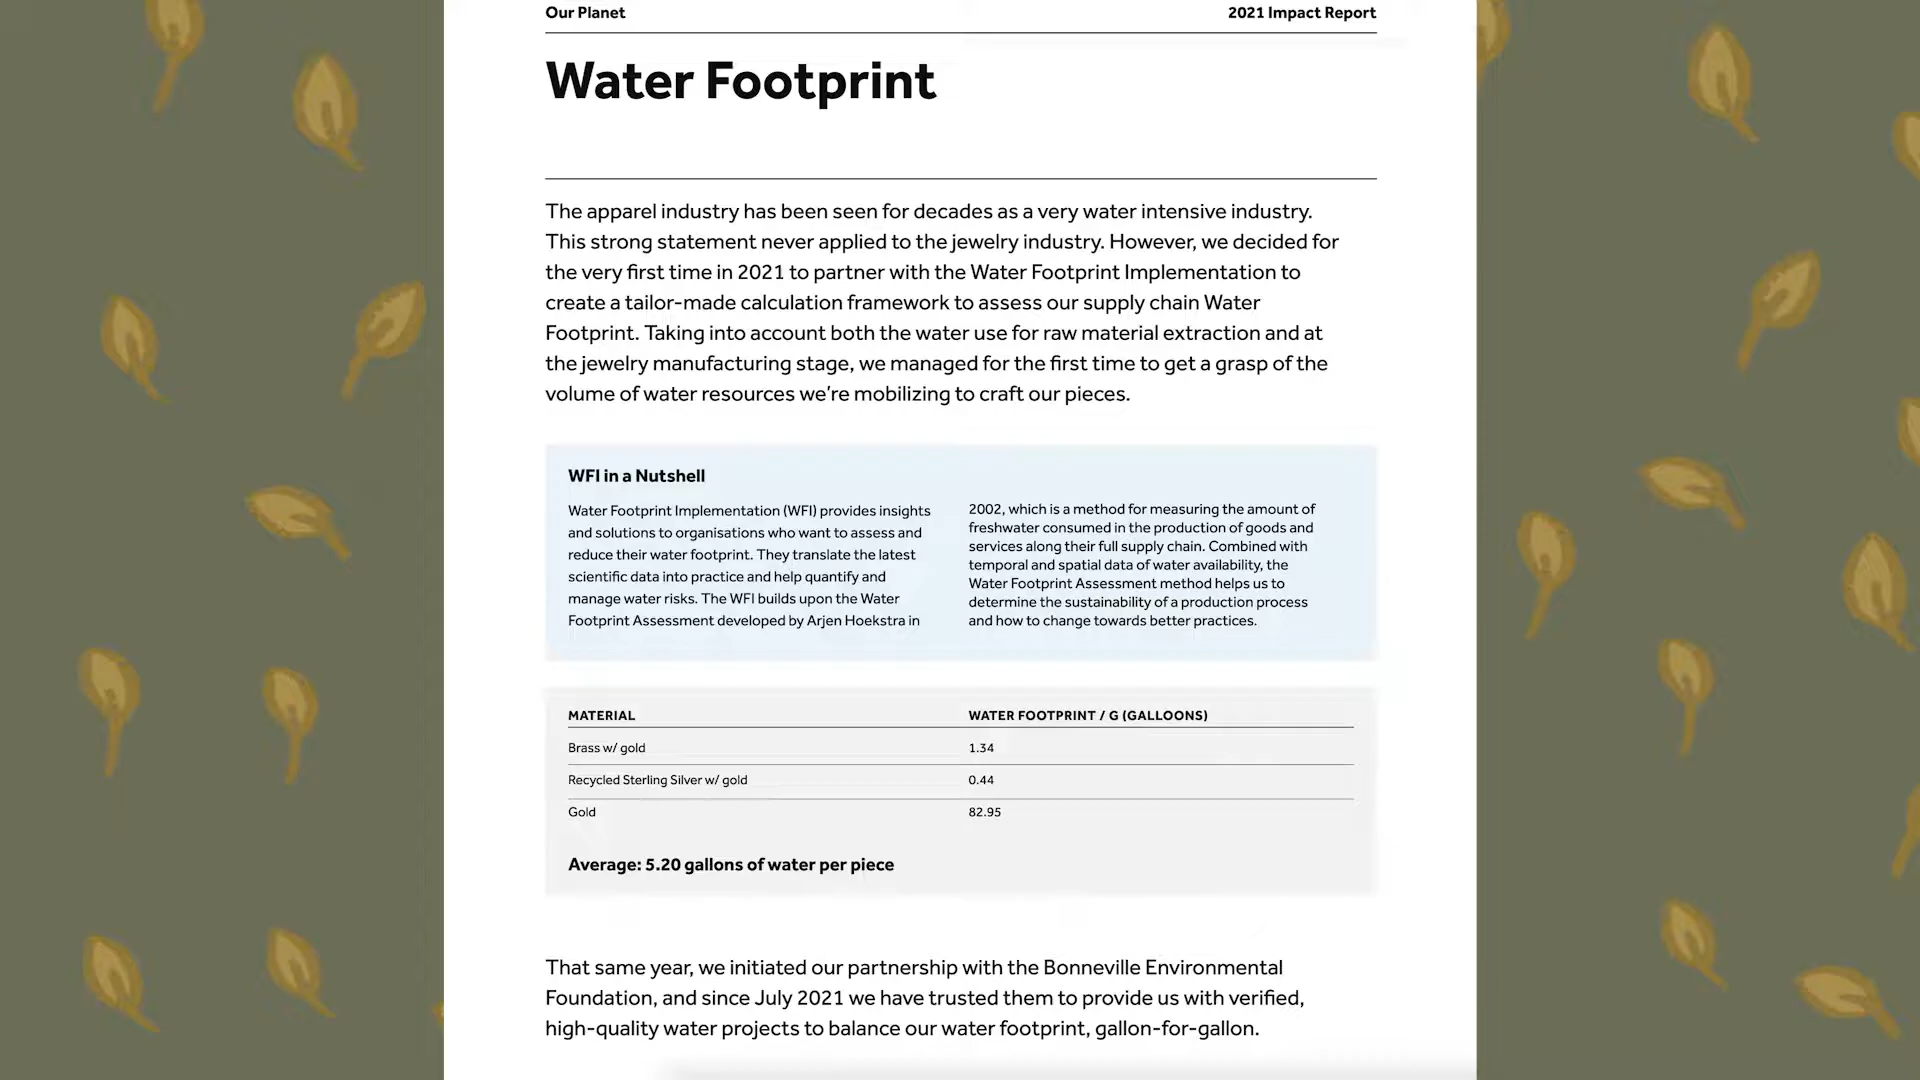 Our Planet
2021 Impact Report
Water Footprint
The apparel industry has been seen for decades as a very water intensive industry.
This strong statement never applied to the jewelry industry. However, we decided for
the very first time in 2021 to partner with the Water Footprint Implementation to
create a tailor-made calculation framework to assess our supply chain Water
Footprint. Taking into account both the water use for raw material extraction and at
the jewelry manufacturing stage, we managed for the first time to get a grasp of the
volume of water resources we're mobilizing to craft our pieces.
WFI in a Nutshell
Water Footprint Implementation (WFI) provides insights
and solutions to organisations who want to assess and
reduce their water footprint. They translate the latest
scientific data into practice and help quantify and
manage water risks. The WFI builds upon the Water
Footprint Assessment developed by Arjen Hoekstra in
2002, which is a method for measuring the amount of
freshwater consumed in the production of goods and
services along their full supply chain. Combined with
temporal and spatial data of water availability, the
Water Footprint Assessment method helps us to
determine the sustainability of a production process
and how to change towards better practices.
MATERIAL WATER FOOTPRINT / G (GALLOONS)
Brass w/ gold 1.34
Recycled Sterling Silver w/ gold 0.44
Gold 82.95
Average: 5.20 gallons of water per piece
That same year, we initiated our partnership with the Bonneville Environmental
Foundation, and since July 2021 we have trusted them to provide us with verified,
high-quality water projects to balance our water footprint, gallon-for-gallon.